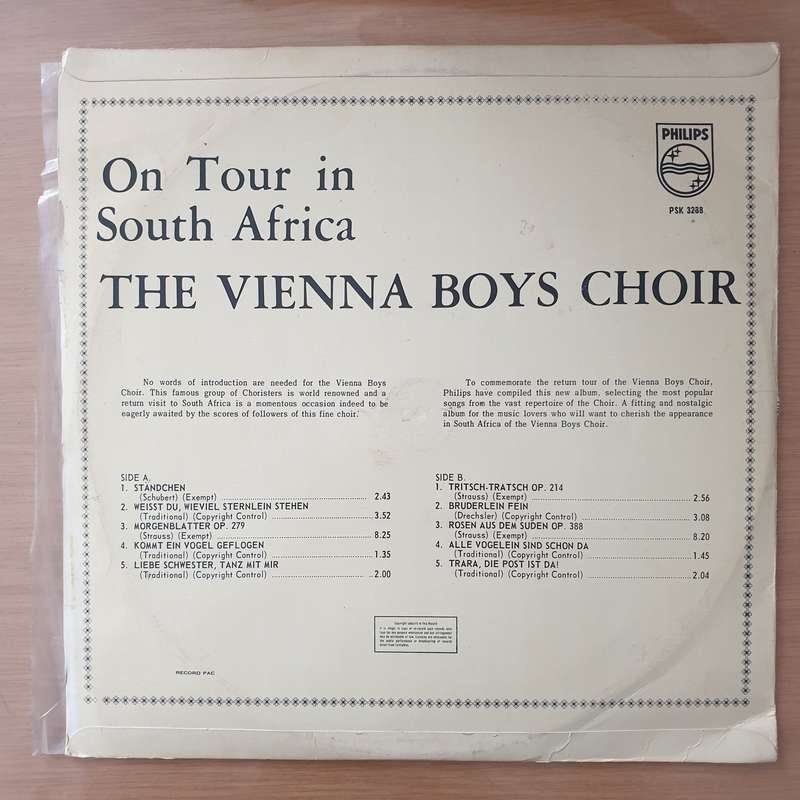 PHILIPS
PSK 3288
On Tour in
South Africa
THE VIENNA BOYS CHOIR
No words of introduction are needed for the Vienna Boys
Choir. This famous group of Choristers is world renowned and a
return visit to South Africa is a momentous occasion indeed to be
eagerly awaited by the scores of followers of this fine choir.
To commemorate the return tour of the Vienna Boys Choir,
Philips have compiled this new album, selecting the most popular
songs from the vast repertoire of the Choir. A fitting and nostalgic
album for the music lovers who will want to cherish the appearance
in South Africa of the Vienna Boys Choir.
SIDE A.
1. STANDCHEN
(Schubert) (Exempt) 2.43
2. WEISST DU, WIEVIEL STERNLEIN STEHEN
(Traditional) (Copyright Control) 3.52
3. MORGENBLATTER OP. 279
(Strauss) (Exempt) 8.25
4. KOMMT EIN VOGEL GEFLOGEN
(Traditional) (Copyright Control) 1.35
5. LIEBE SCHWESTER, TANZ MIT MIR
(Traditional) (Copyright Control) 2.00
SIDE B.
1. TRITSCH-TRATSCH OP. 214
(Strauss) (Exempt) 2.56
2. BRUDERLEIN FEIN
(Drechsler) (Copyright Control) 3.08
3. ROSEN AUS DEM SUDEN OP. 388
(Strauss) (Exempt) 8.20
4. ALLE VOGELEIN SIND SCHON DA
(Traditional) (Copyright Control) 1.45
5. TRARA, DIE POST IST DA!
(Traditional) (Copyright Control) 2.04
RECORD PAC